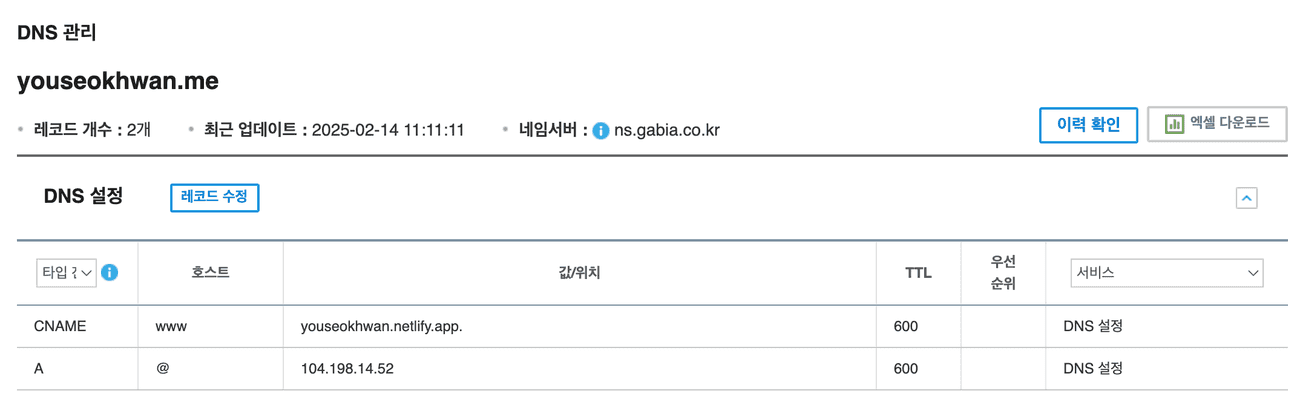 DNS 관리
youseokhwan.me
레코드 개수 : 2개 최근 업데이트 : 2025-02-14 11:11:11 네임서버 : ns.gabia.co.kr 이력 확인 엑셀 다운로드
DNS 설정 레코드 수정
타입 호스트 값/위치 TTL 우선 순위 서비스
CNAME www youseokhwan.netlify.app. 600 DNS 설정
A @ 104.198.14.52 600 DNS 설정